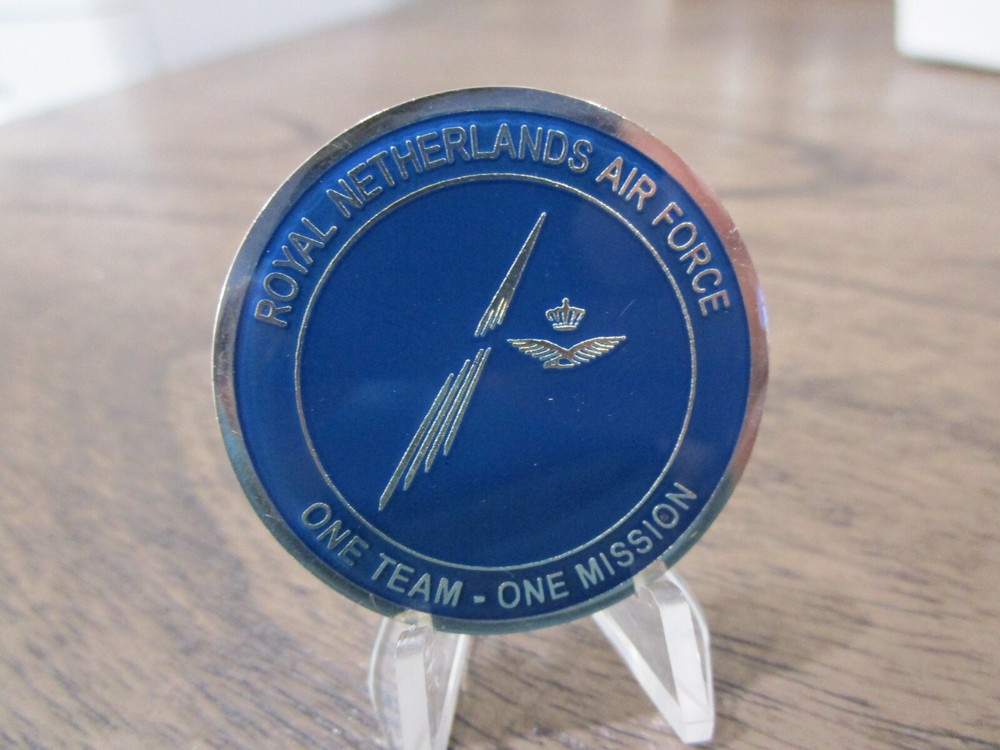 ROYAL NETHERLANDS AIR FORCE
ONE TEAM - ONE MISSION